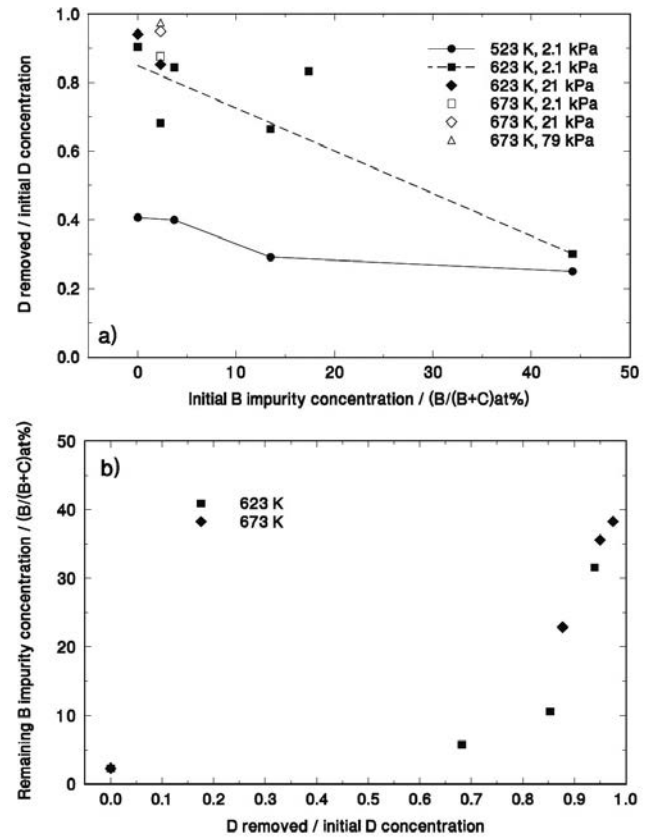 1.0
0.8
0.6
0.4
0.2
0.0
D removed / initial D concentration
523 K, 2.1 kPa
623 K, 2.1 kPa
623 K, 21 kPa
673 K, 2.1 kPa
673 K, 21 kPa
673 K, 79 kPa
a)
0 10 20 30 40 50
Initial B impurity concentration / (B/(B+C)at%)
50
40
30
20
10
0
Remaining B impurity concentration / (B/(B+C)at%)
b)
623 K
673 K
0.0 0.1 0.2 0.3 0.4 0.5 0.6 0.7 0.8 0.9 1.0
D removed / initial D concentration